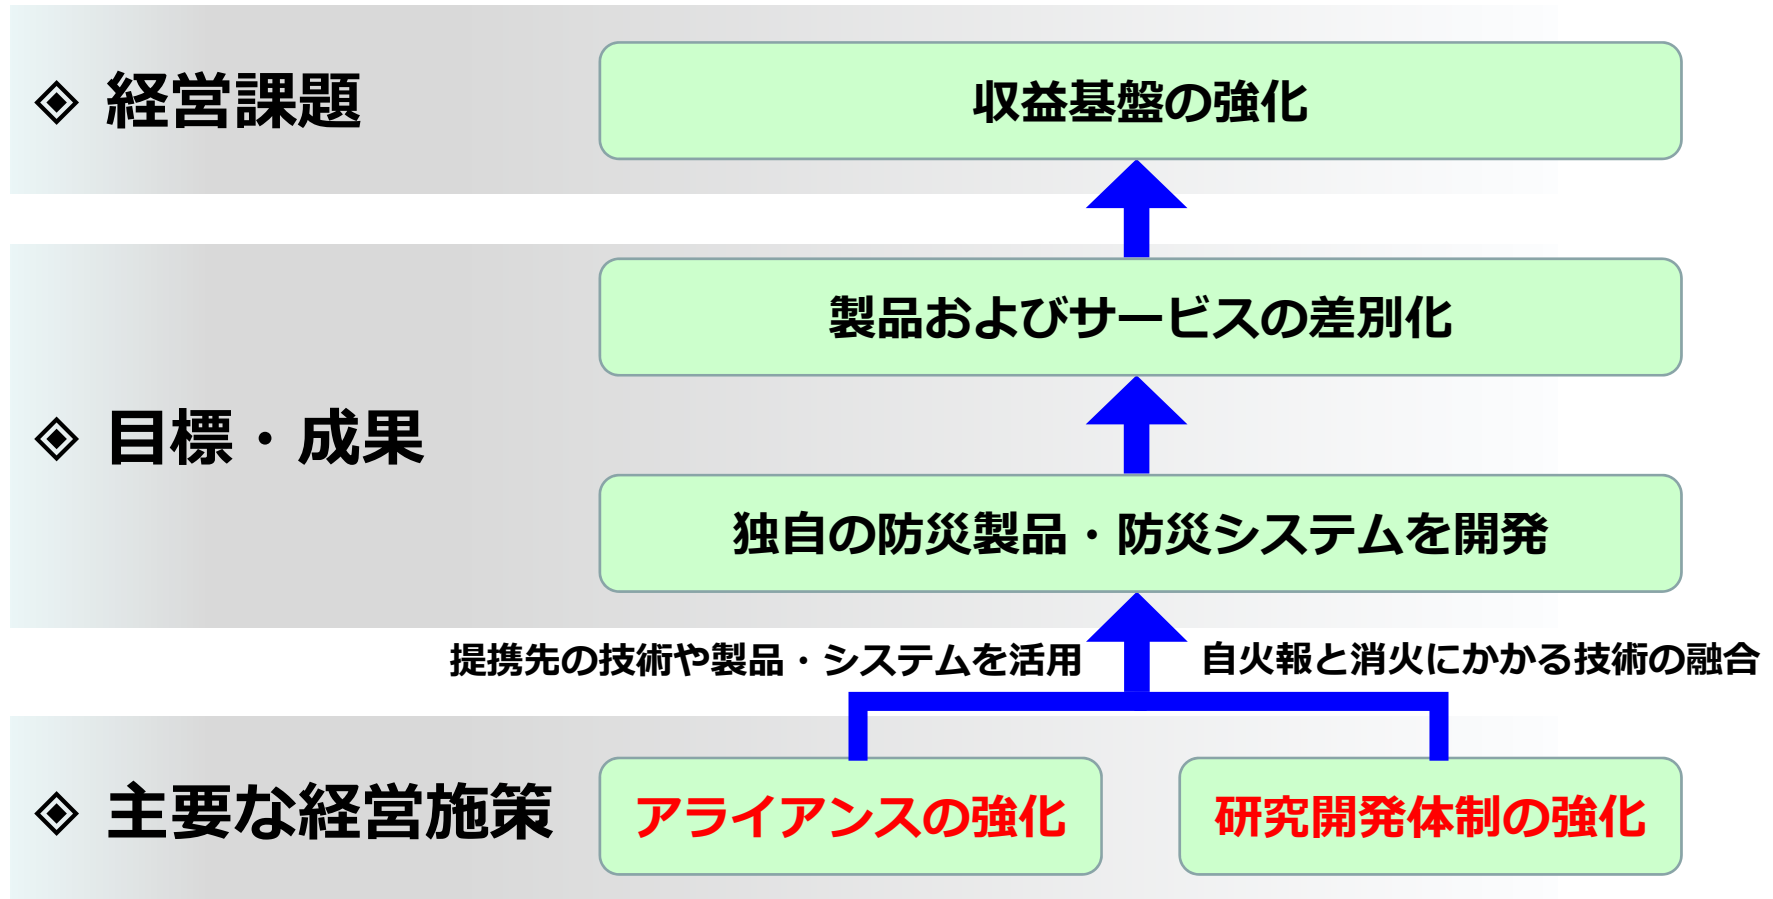 経営課題
収益基盤の強化
製品およびサービスの差別化
目標・成果
独自の防災製品・防災システムを開発
提携先の技術や製品・システムを活用
自火報と消火にかかる技術の融合
主要な経営施策
アライアンスの強化
研究開発体制の強化